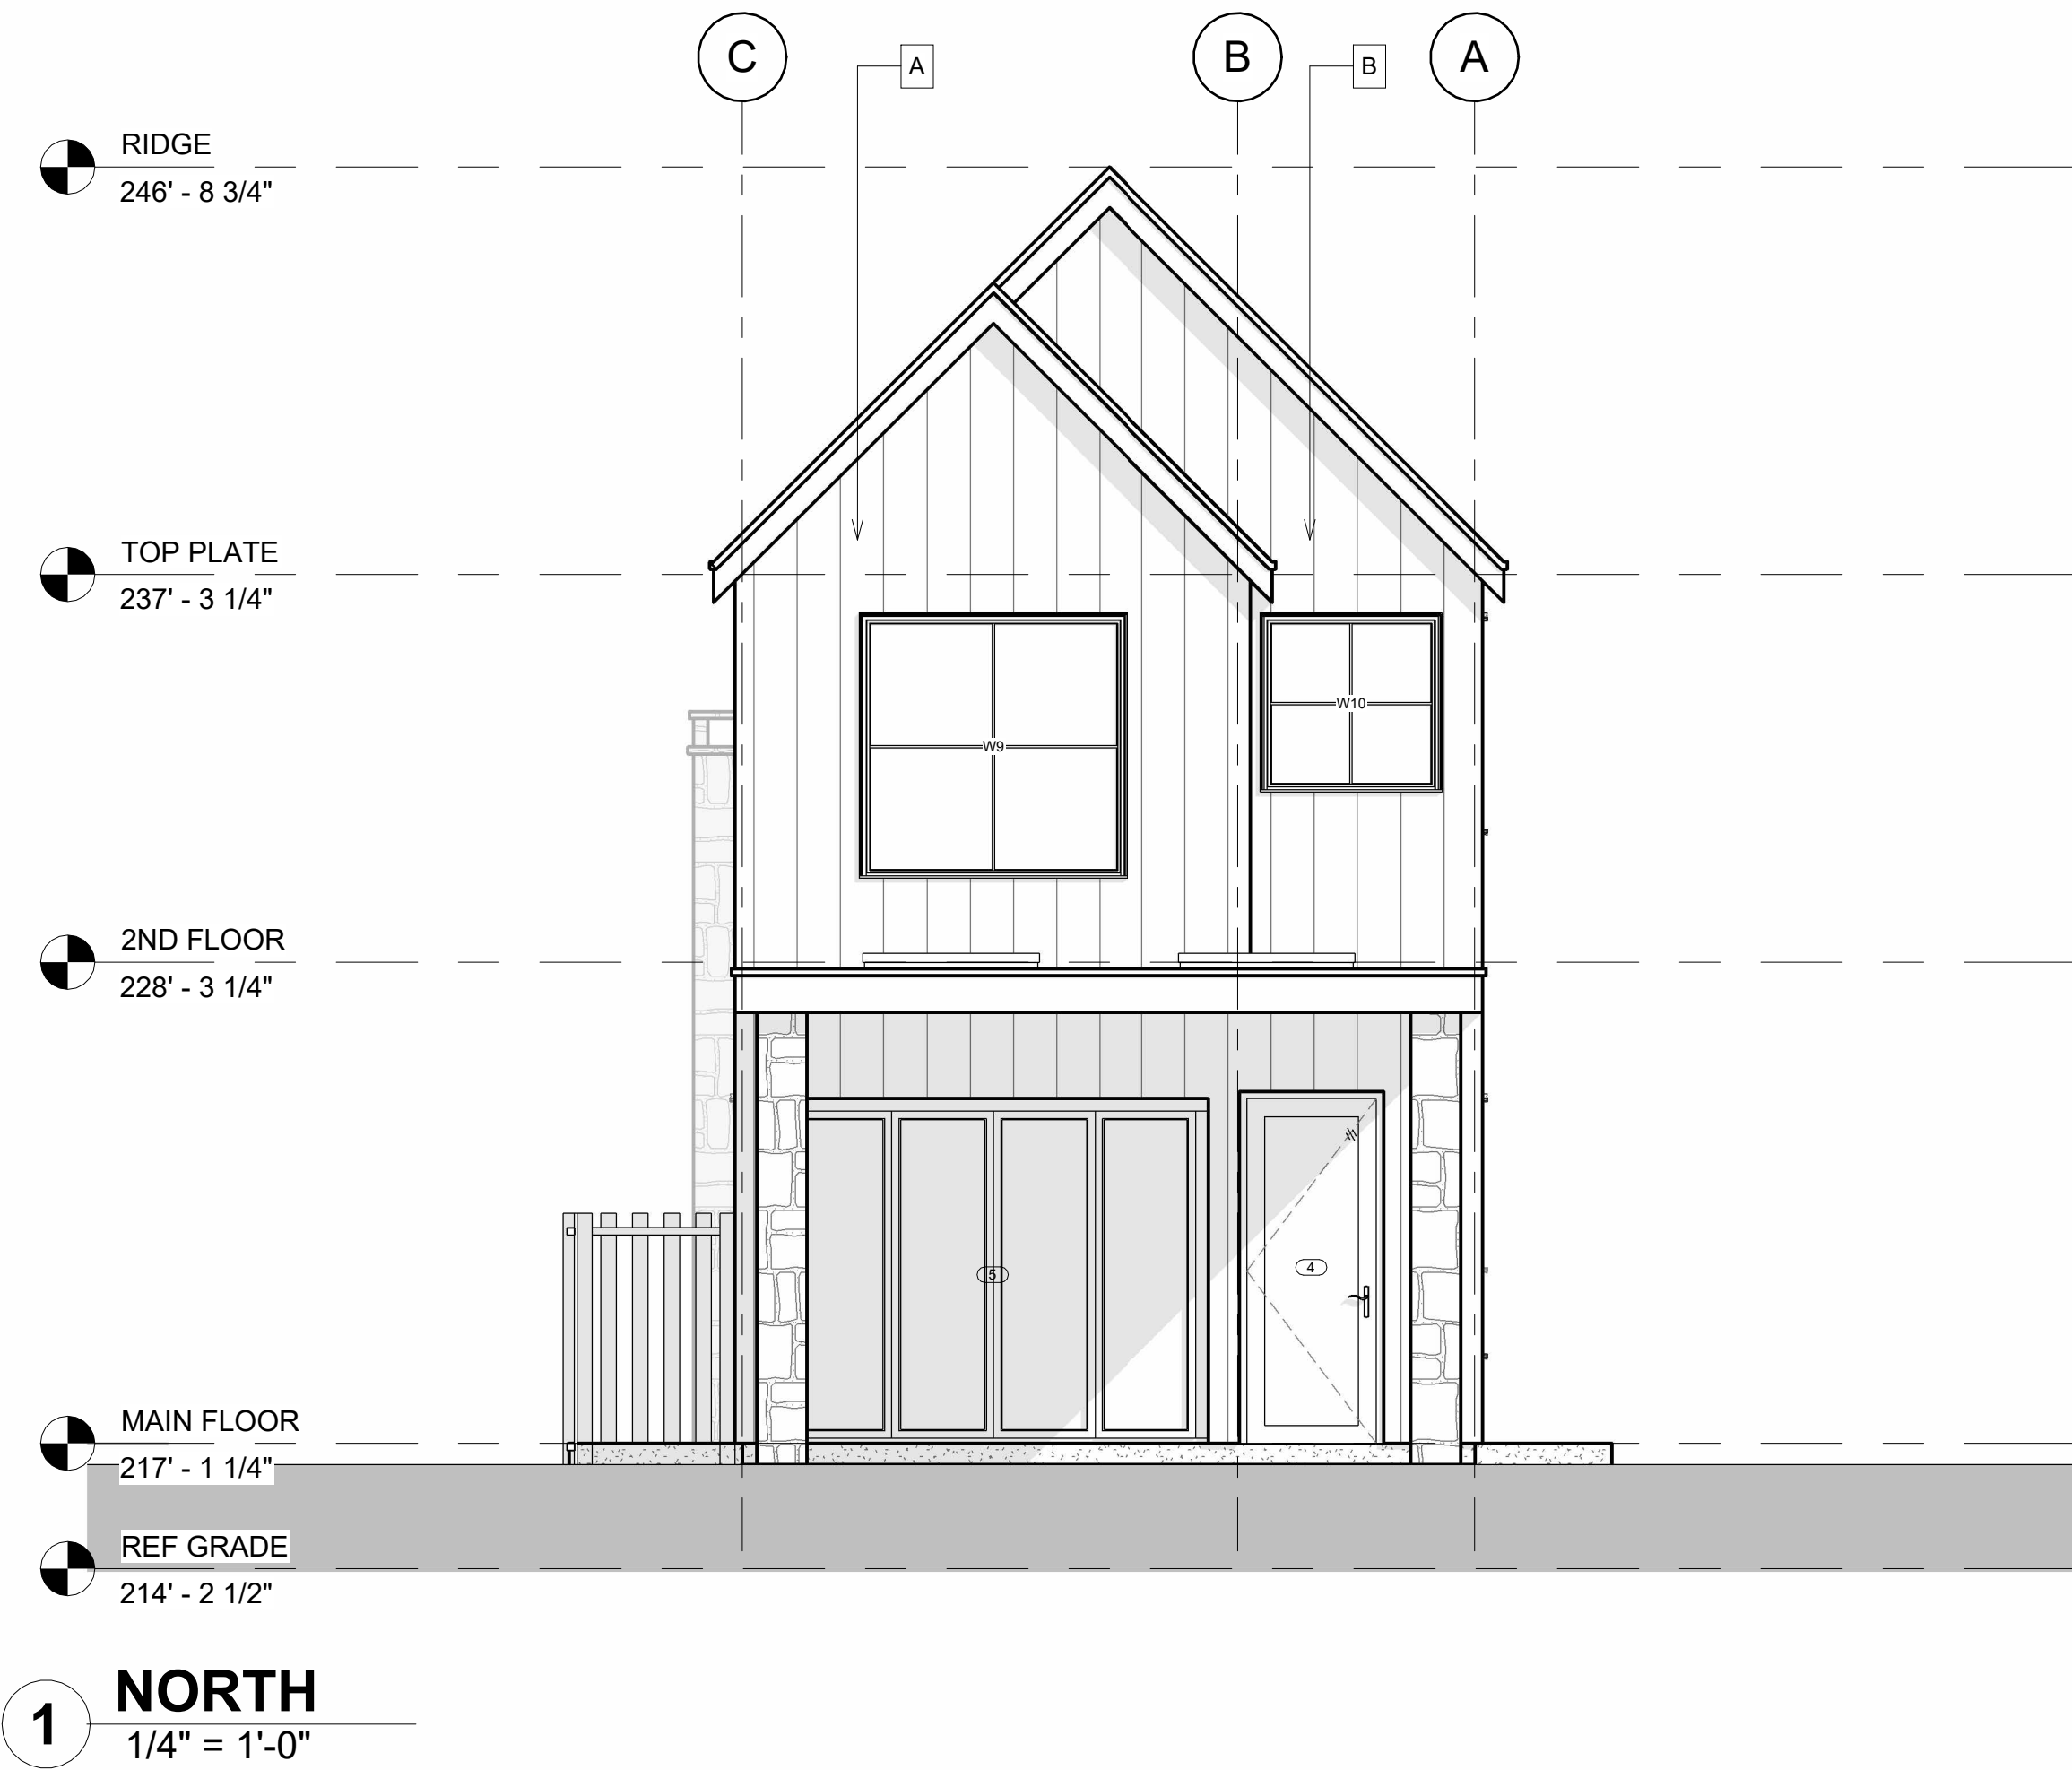 C
A
B
A
B
RIDGE
246' - 8 3/4"
TOP PLATE
237' - 3 1/4"
W10
W9
2ND FLOOR
228' - 3 1/4"
5
4
MAIN FLOOR
217' - 1 1/4"
REF GRADE
214' - 2 1/2"
1
NORTH
1/4" = 1'-0"